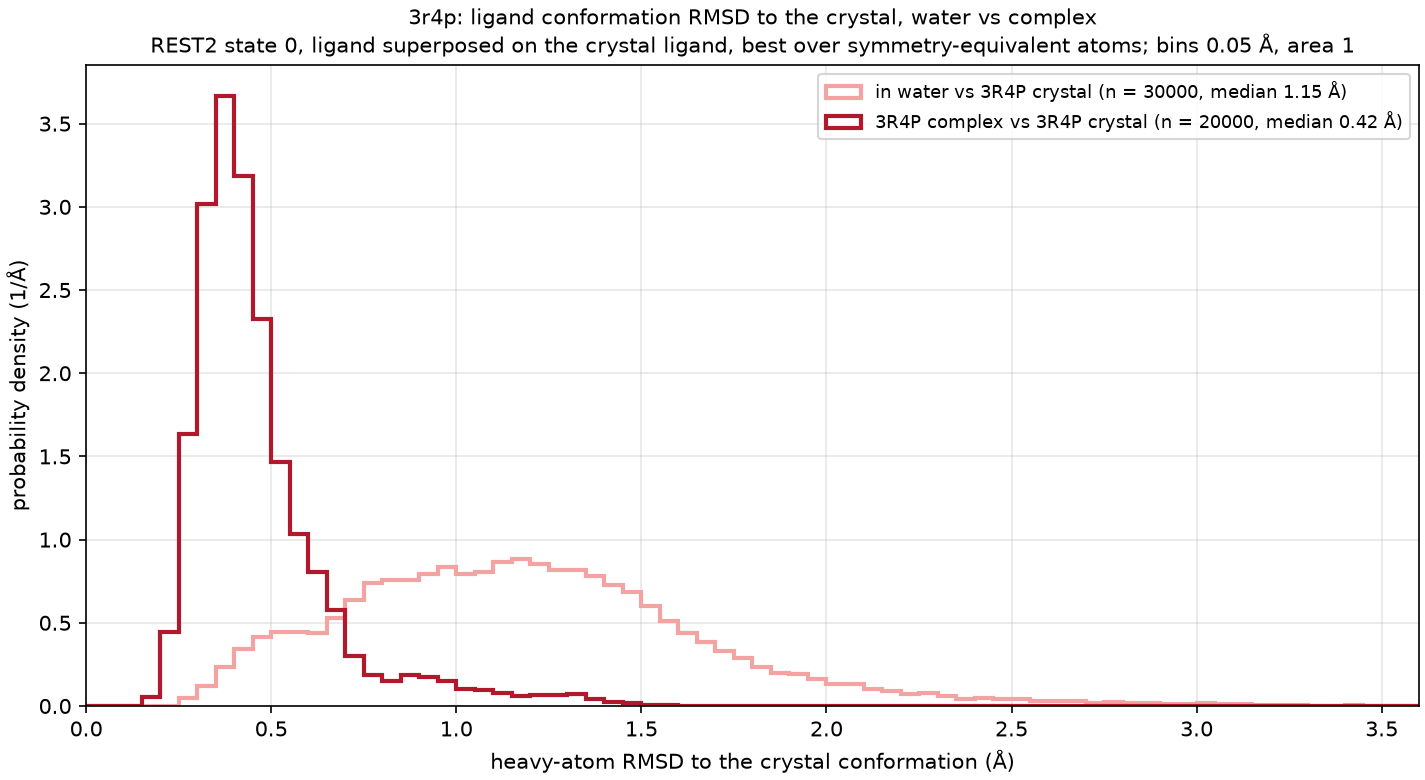 3r4p: ligand conformation RMSD to the crystal, water vs complex
REST2 state 0, ligand superposed on the crystal ligand, best over symmetry-equivalent atoms; bins 0.05 Å, area 1
in water vs 3R4P crystal (n = 30000, median 1.15 Å)
3R4P complex vs 3R4P crystal (n = 20000, median 0.42 Å)
probability density (1/Å)
3.5
3.0
2.5
2.0
1.5
1.0
0.5
0.0
0.0 0.5 1.0 1.5 2.0 2.5 3.0 3.5
heavy-atom RMSD to the crystal conformation (Å)